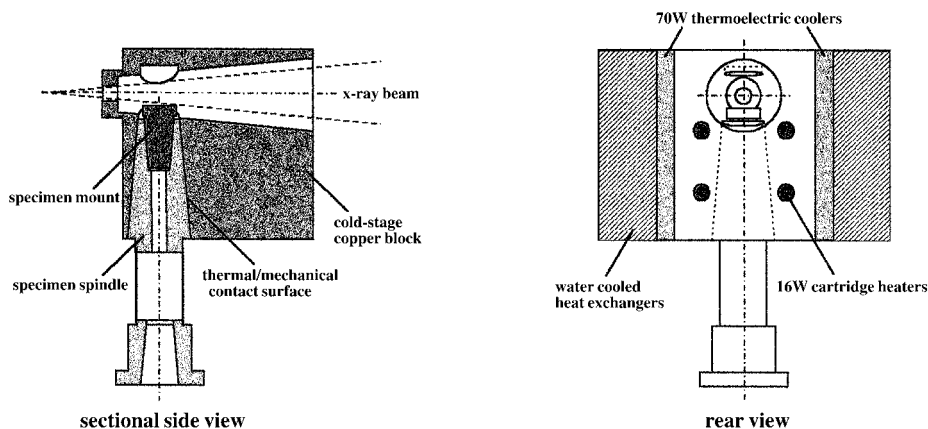 70W thermoelectric coolers
x-ray beam
specimen mount
cold-stage
copper block
specimen spindle
thermal/mechanical
contact surface
water cooled
heat exchangers
16W cartridge heaters
sectional side view
rear view